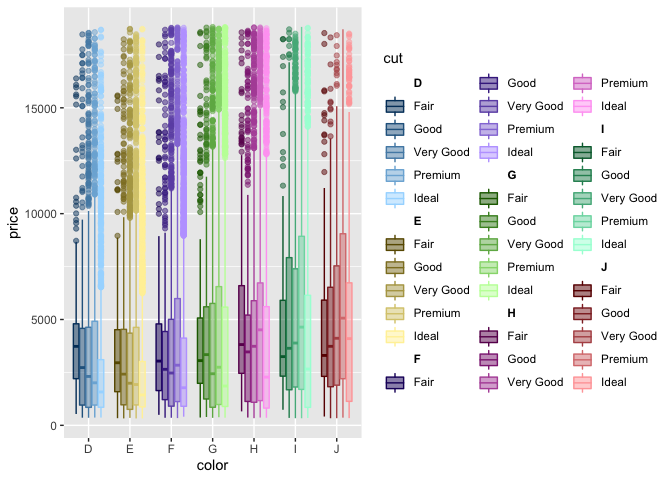 cut
D
Fair
Good
Very Good
Premium
Ideal
E
Fair
Good
Very Good
Premium
Ideal
F
Fair
Good
Very Good
Premium
Ideal
G
Fair
Good
Very Good
Premium
Ideal
H
Fair
Good
Very Good
Premium
Ideal
I
Fair
Good
Very Good
Premium
Ideal
J
Fair
Good
Very Good
Premium
Ideal
price
15000
10000
5000
0
D E F G H I J
color